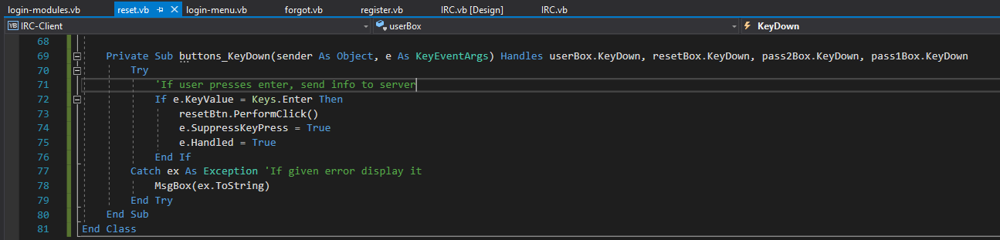 login-modules.vb reset.vb login-menu.vb forgot.vb register.vb IRC.vb [Design] IRC.vb
VB IRC-Client userBox KeyDown
68
69 Private Sub buttons_KeyDown(sender As Object, e As KeyEventArgs) Handles userBox.KeyDown, resetBox.KeyDown, pass2Box.KeyDown, pass1Box.KeyDown
70 Try
71 'If user presses enter, send info to server
72 If e.KeyValue = Keys.Enter Then
73 resetBtn.PerformClick()
74 e.SuppressKeyPress = True
75 e.Handled = True
76 End If
77 Catch ex As Exception 'If given error display it
78 MsgBox(ex.ToString)
79 End Try
80 End Sub
81 End Class